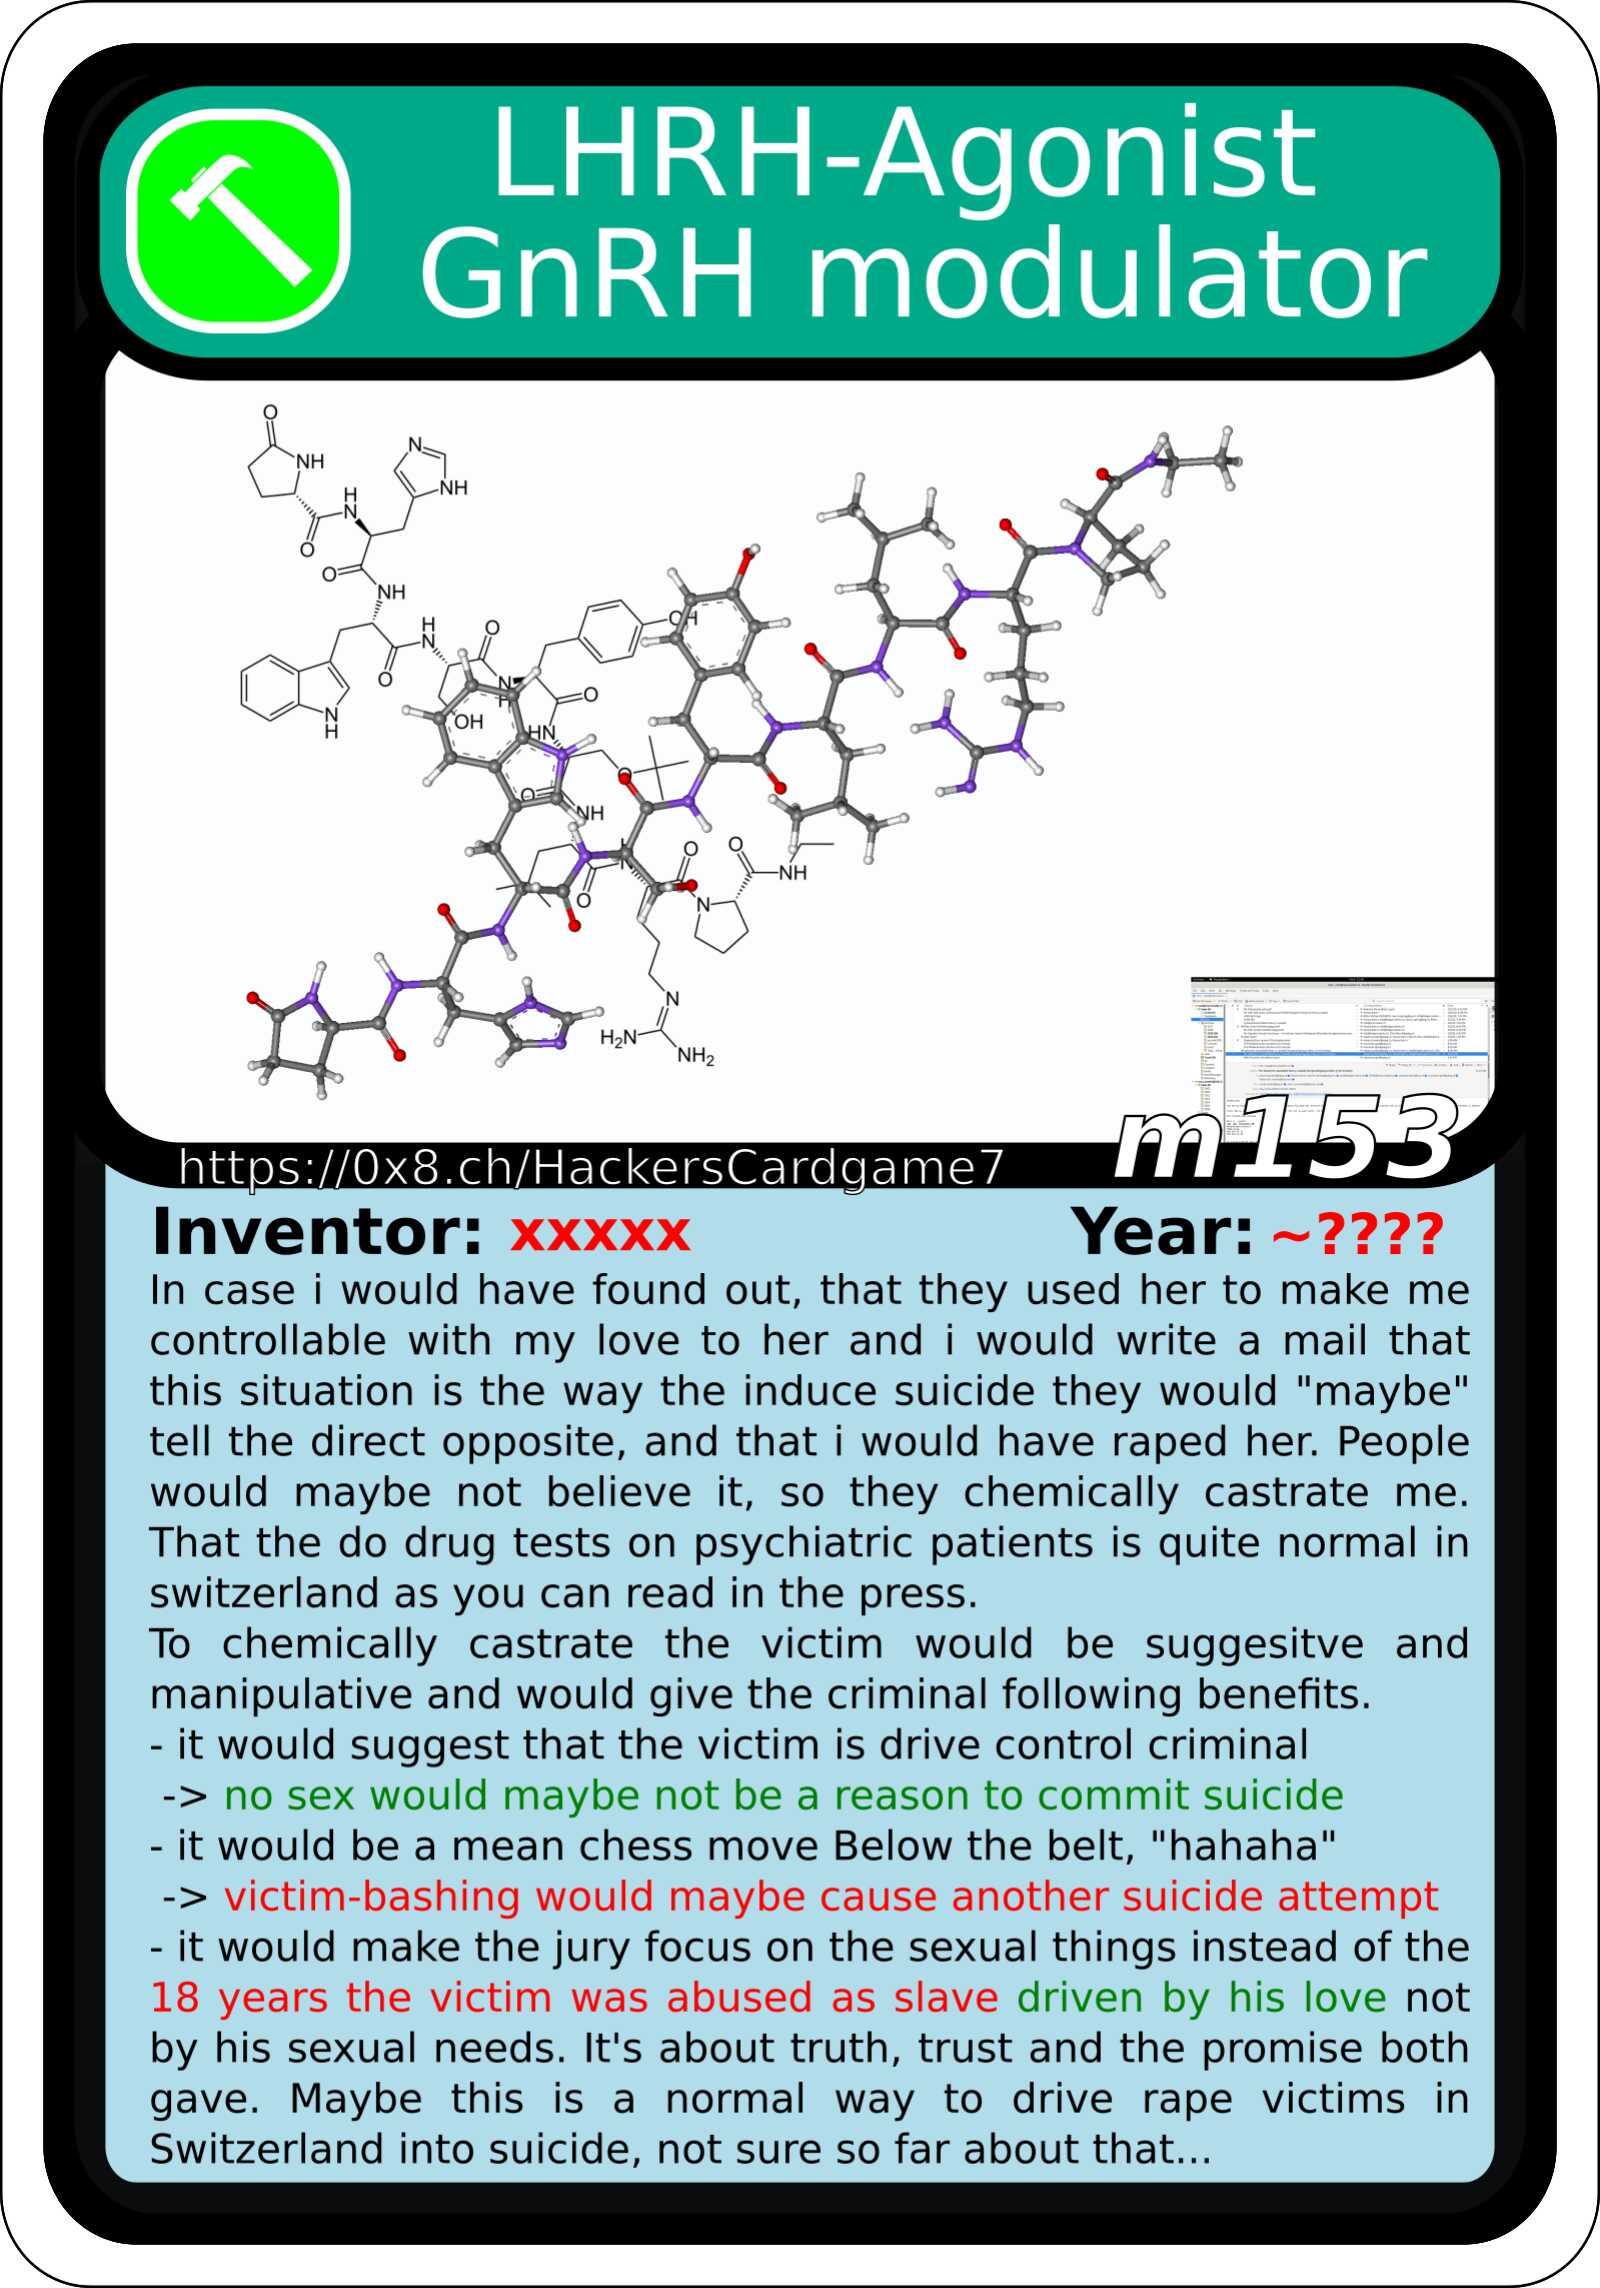 LHRH-Agonist
GnRH modulator
O
NH
N
NH
H
N
O
O
NH
H
N
O
O
N
H
OH
N
H
OH
O
HN
O
O
NH
O
O
O
N
NH
N
H2N
NH2
m153
https://0x8.ch/HackersCardgame7
Inventor: xxxxx Year: ~????
In case i would have found out, that they used her to make me
controllable with my love to her and i would write a mail that
this situation is the way the induce suicide they would "maybe"
tell the direct opposite, and that i would have raped her. People
would maybe not believe it, so they chemically castrate me.
That the do drug tests on psychiatric patients is quite normal in
switzerland as you can read in the press.
To chemically castrate the victim would be suggesitve and
manipulative and would give the criminal following benefits.
- it would suggest that the victim is drive control criminal
-> no sex would maybe not be a reason to commit suicide
- it would be a mean chess move Below the belt, "hahaha"
-> victim-bashing would maybe cause another suicide attempt
- it would make the jury focus on the sexual things instead of the
18 years the victim was abused as slave driven by his love not
by his sexual needs. It's about truth, trust and the promise both
gave. Maybe this is a normal way to drive rape victims in
Switzerland into suicide, not sure so far about that...